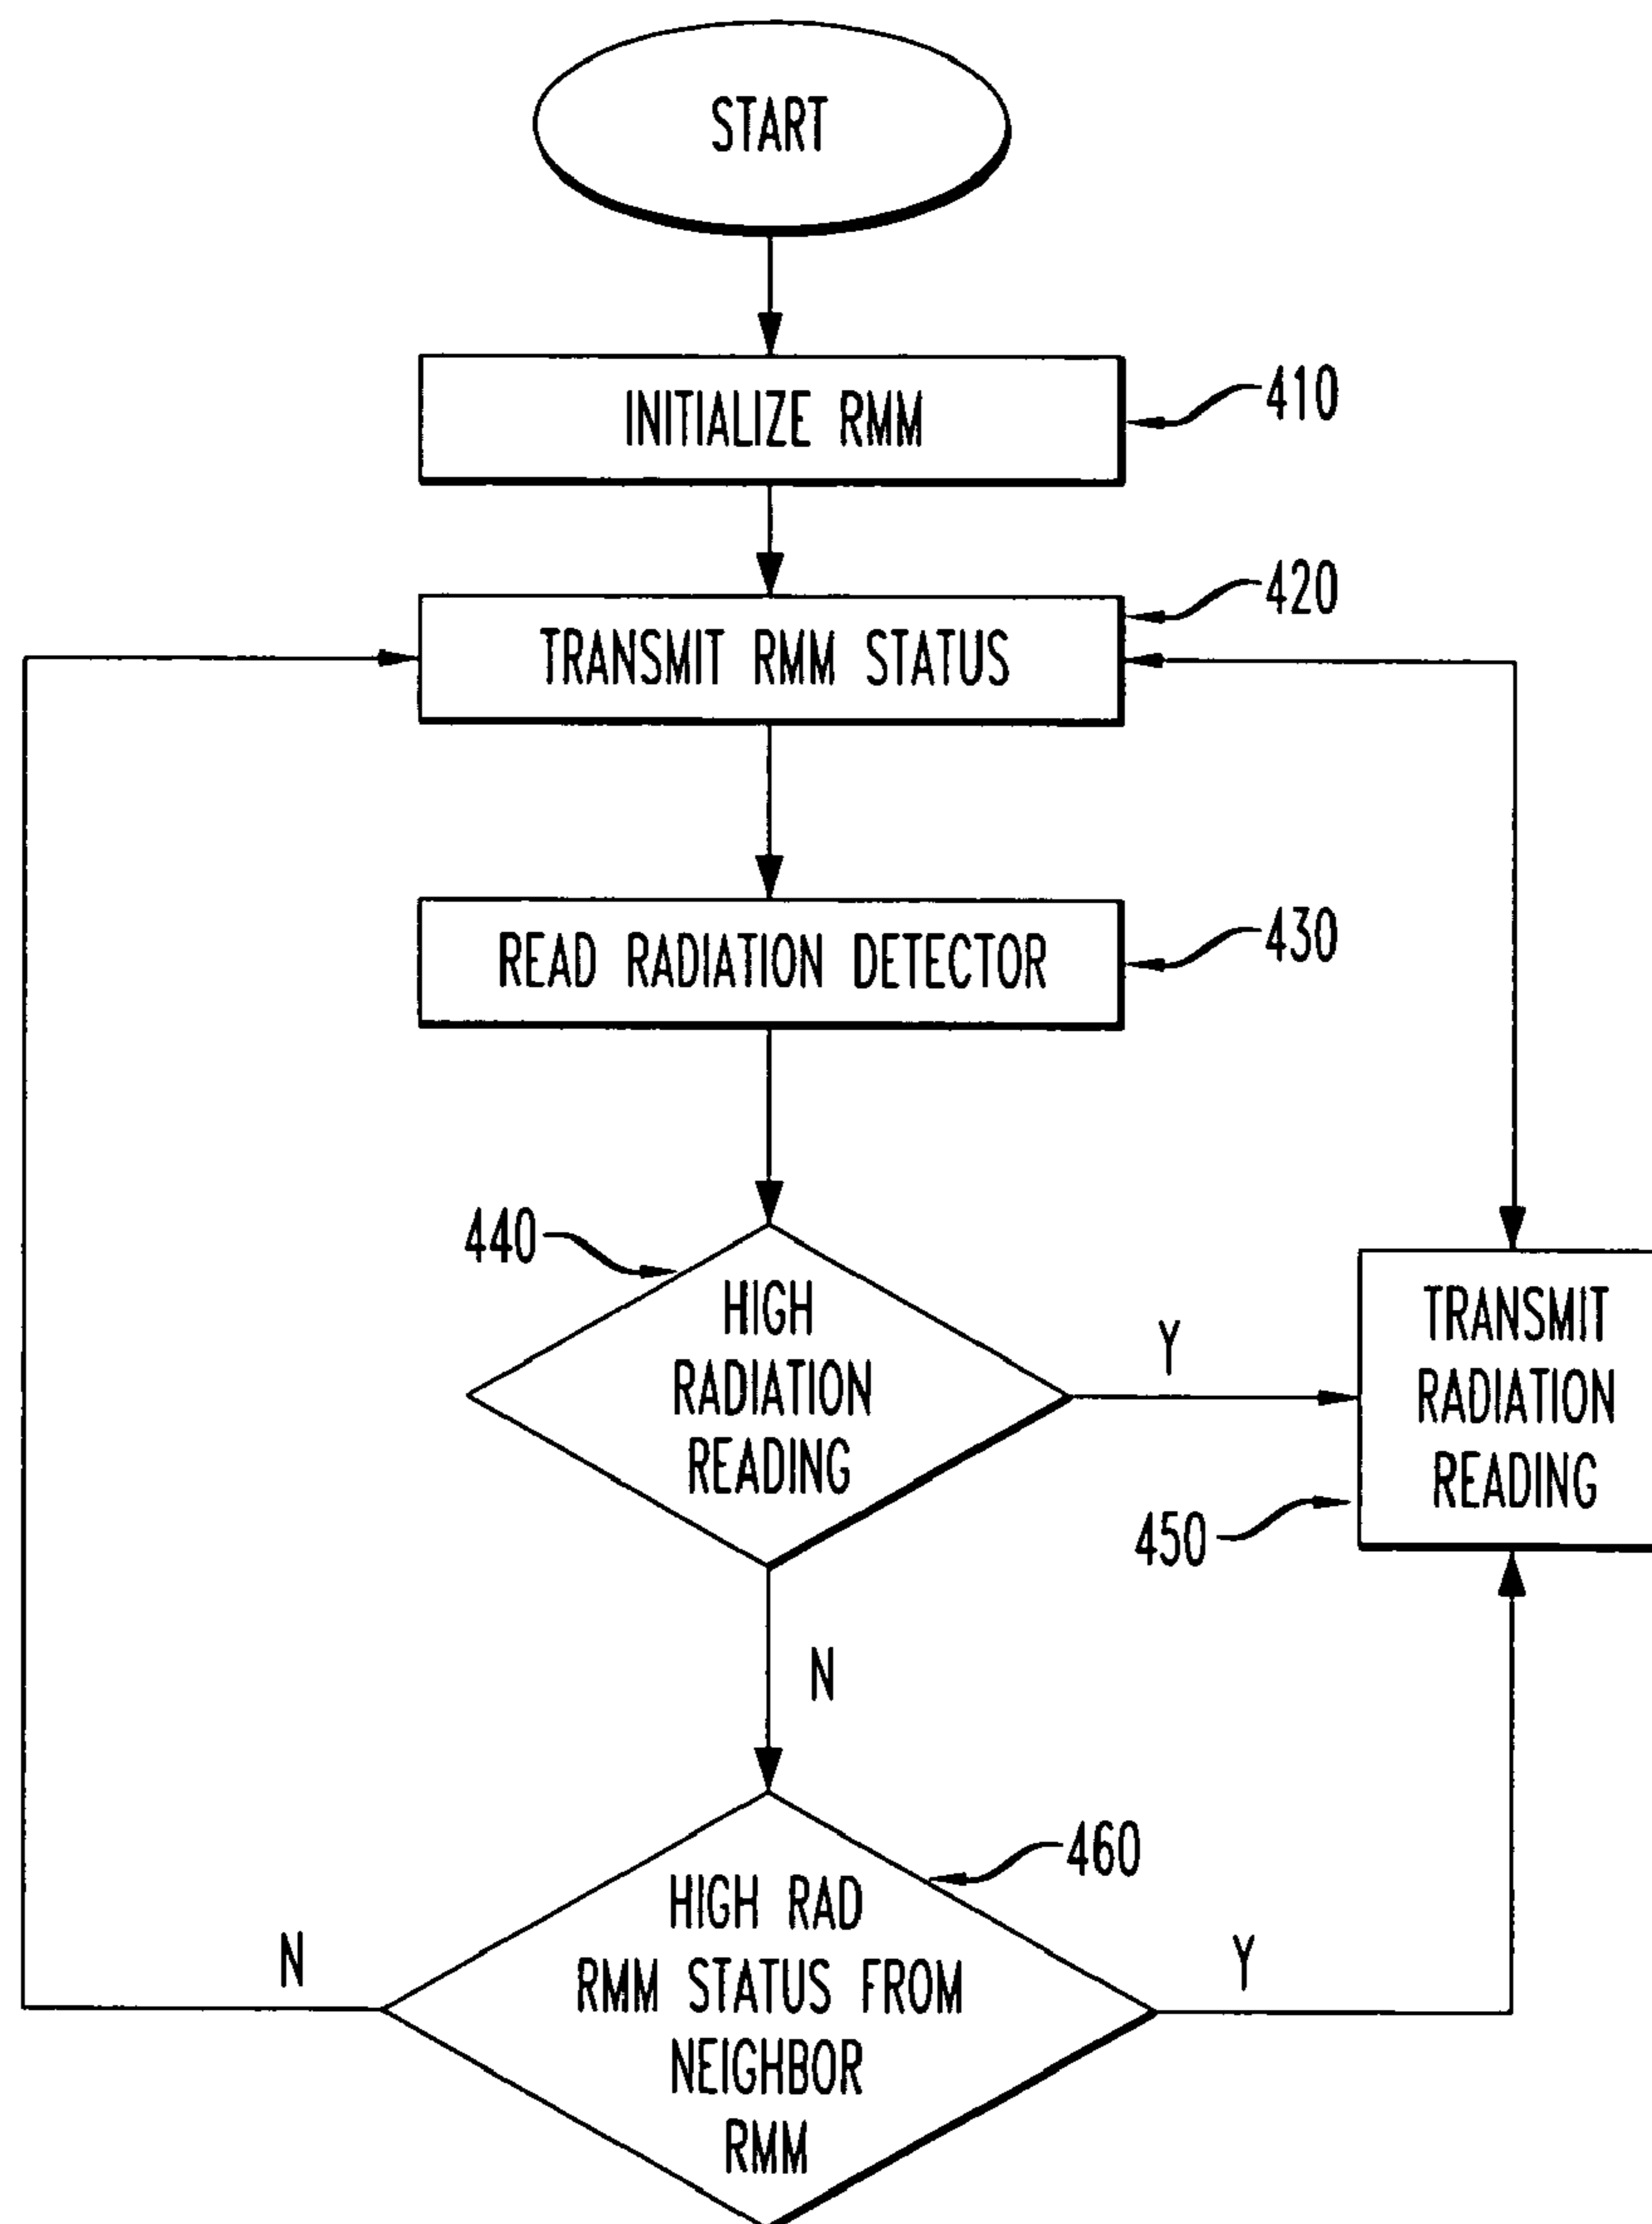 START
INITIALIZE RMM
410
420
TRANSMIT RMM STATUS
READ RADIATION DETECTOR
430
440
HIGH
RADIATION
READING
Y
TRANSMIT
RADIATION
READING
450
N
460
HIGH RAD
RMM STATUS FROM
NEIGHBOR
RMM
N
Y